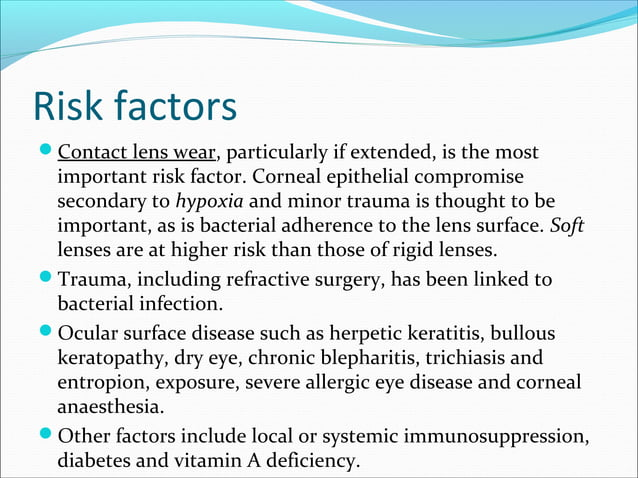 Risk factors
Contact lens wear, particularly if extended, is the most
important risk factor. Corneal epithelial compromise
secondary to hypoxia and minor trauma is thought to be
important, as is bacterial adherence to the lens surface. Soft
lenses are at higher risk than those of rigid lenses.
Trauma, including refractive surgery, has been linked to
bacterial infection.
Ocular surface disease such as herpetic keratitis, bullous
keratopathy, dry eye, chronic blepharitis, trichiasis and
entropion, exposure, severe allergic eye disease and corneal
anaesthesia.
Other factors include local or systemic immunosuppression,
diabetes and vitamin A deficiency.